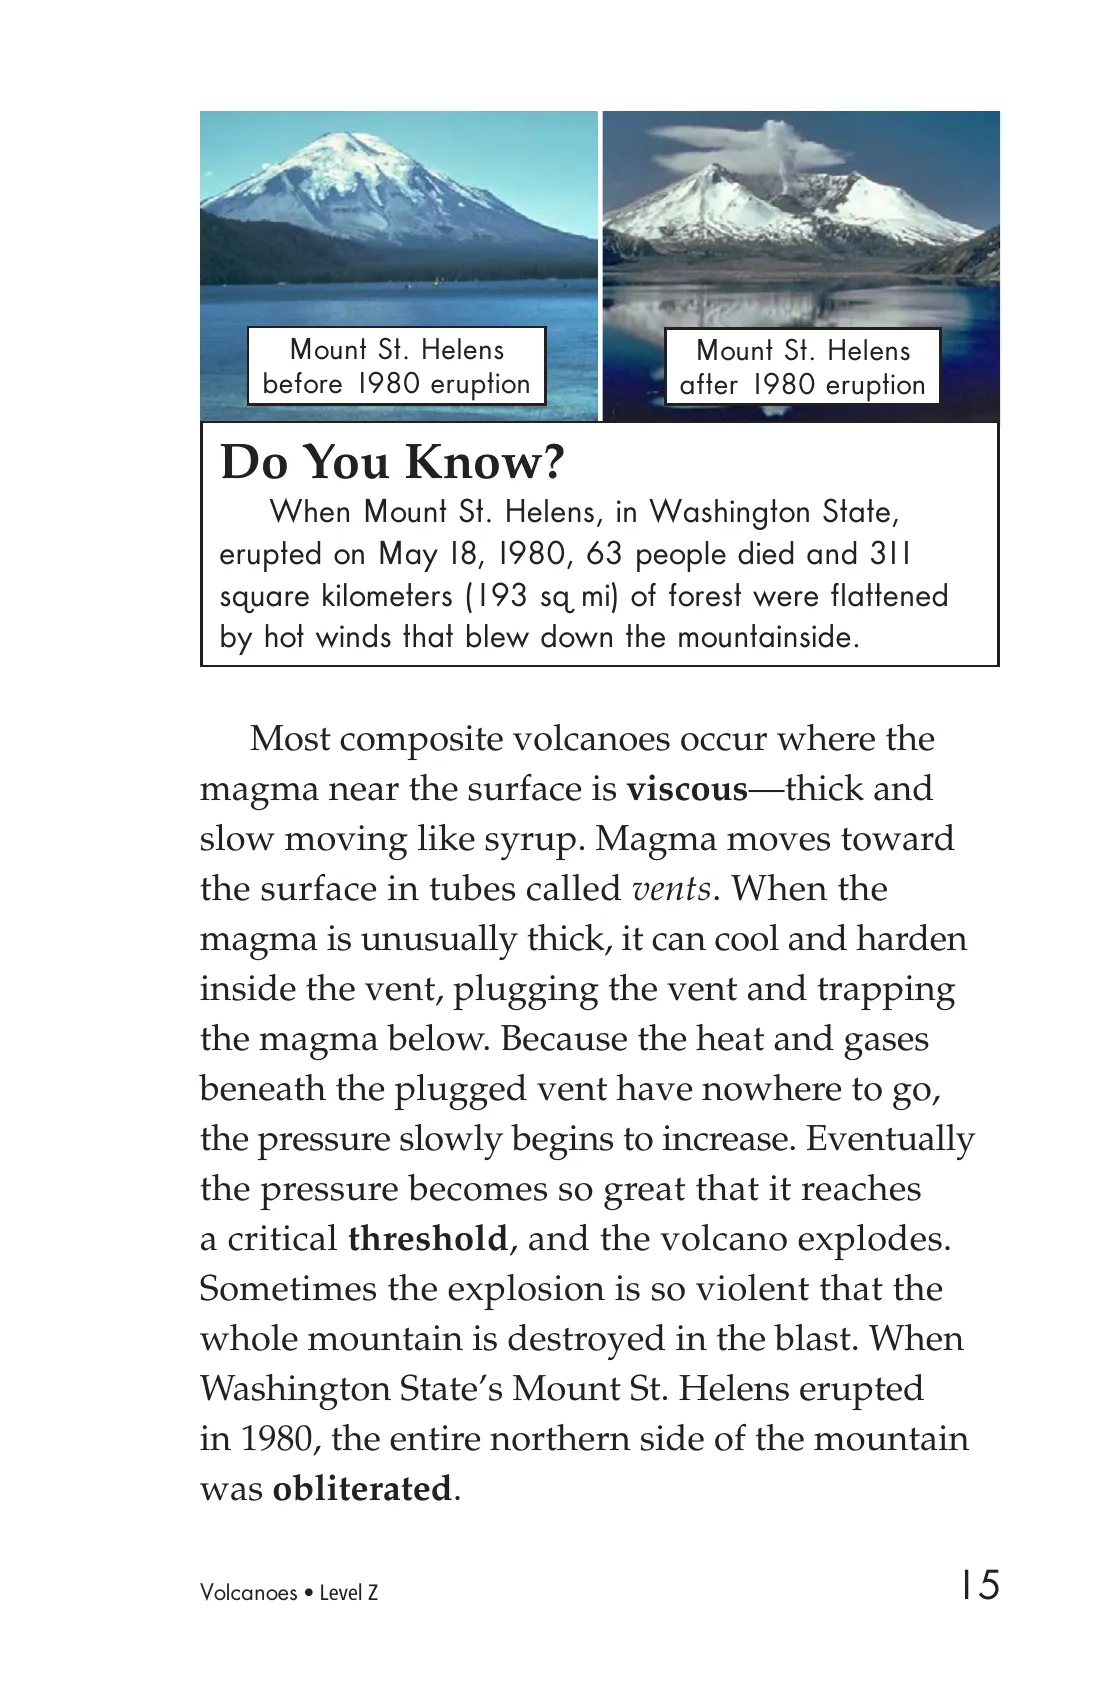 Mount St. Helens
before 1980 eruption
Mount St. Helens
after 1980 eruption
Do You Know?
When Mount St. Helens, in Washington State,
erupted on May 18, 1980, 63 people died and 311
square kilometers (193 sq mi) of forest were flattened
by hot winds that blew down the mountainside.
Most composite volcanoes occur where the
magma near the surface is viscous—thick and
slow moving like syrup. Magma moves toward
the surface in tubes called vents. When the
magma is unusually thick, it can cool and harden
inside the vent, plugging the vent and trapping
the magma below. Because the heat and gases
beneath the plugged vent have nowhere to go,
the pressure slowly begins to increase. Eventually
the pressure becomes so great that it reaches
a critical threshold, and the volcano explodes.
Sometimes the explosion is so violent that the
whole mountain is destroyed in the blast. When
Washington State’s Mount St. Helens erupted
in 1980, the entire northern side of the mountain
was obliterated.
Volcanoes • Level Z
15